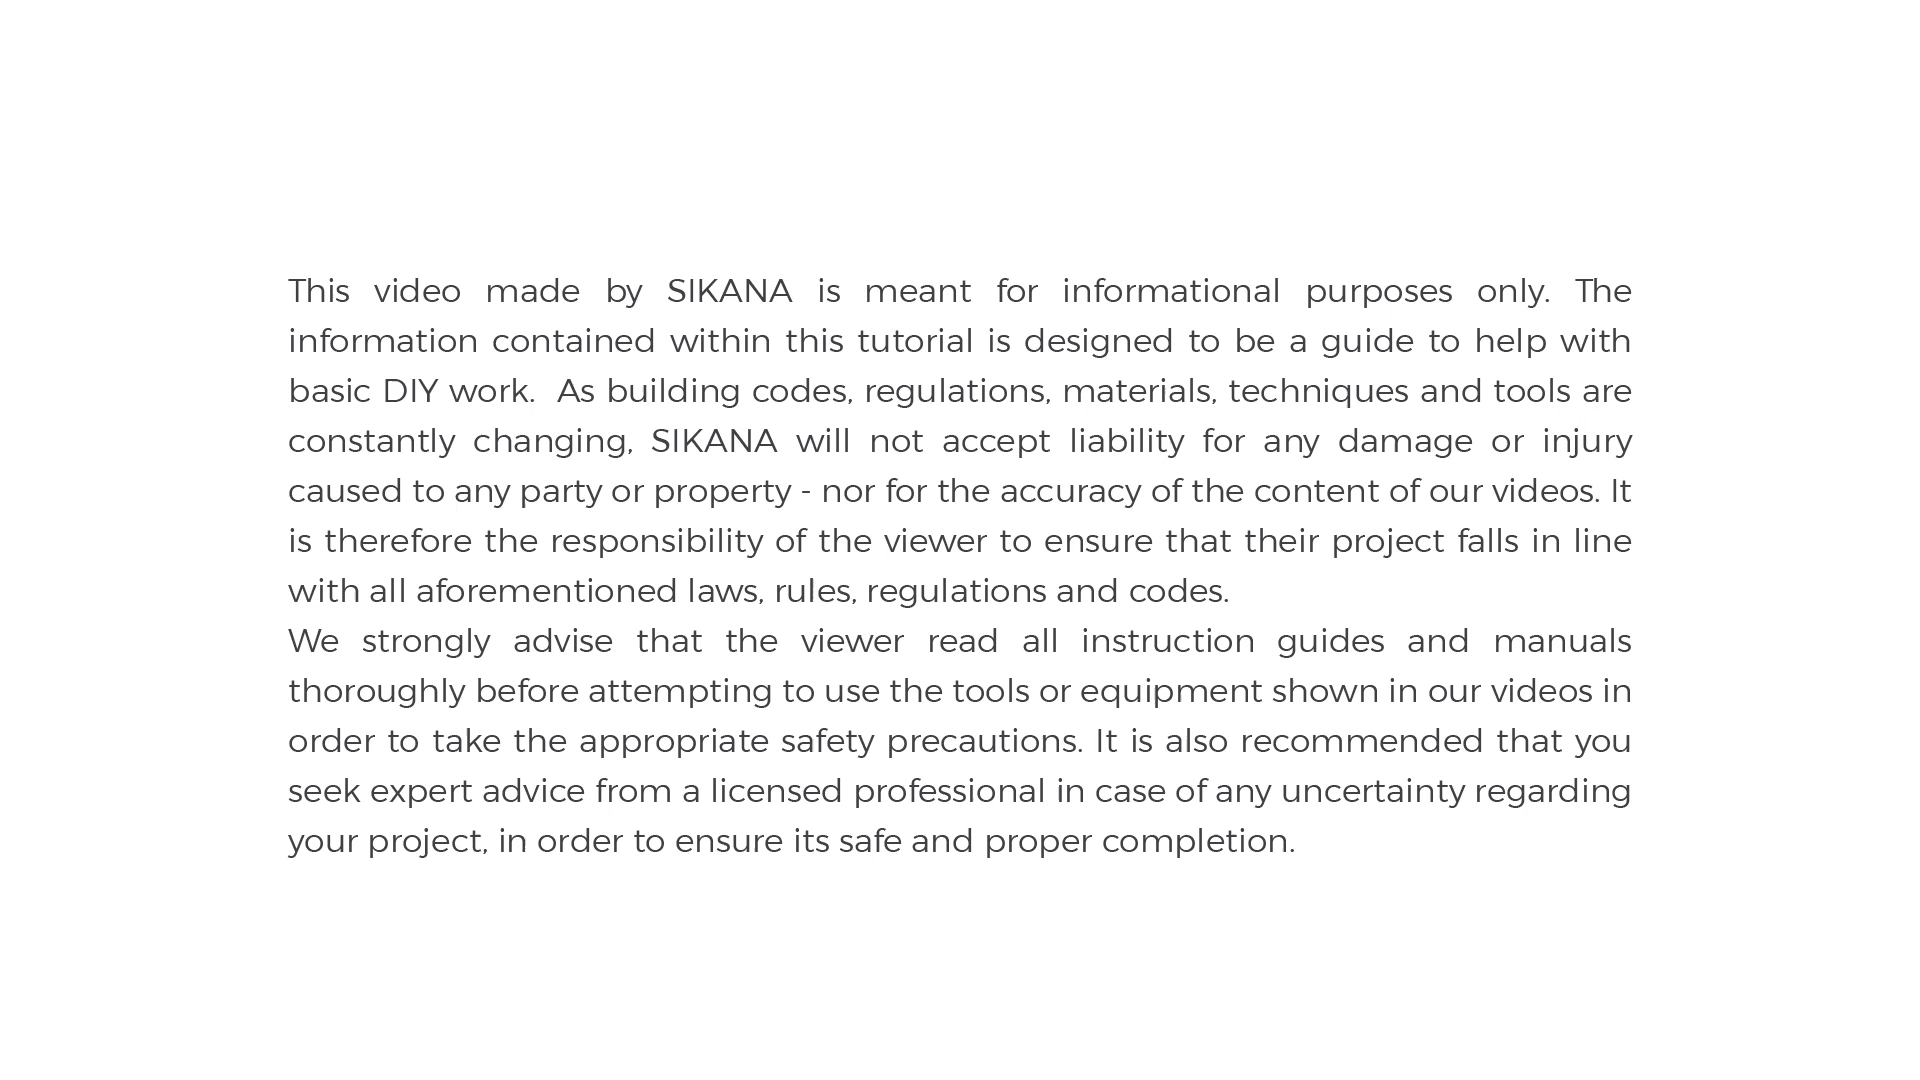 This video made by SIKANA is meant for informational purposes only. The
information contained within this tutorial is designed to be a guide to help with
basic DIY work.  As building codes, regulations, materials, techniques and tools are
constantly changing, SIKANA will not accept liability for any damage or injury
caused to any party or property - nor for the accuracy of the content of our videos. It
is therefore the responsibility of the viewer to ensure that their project falls in line
with all aforementioned laws, rules, regulations and codes.
We strongly advise that the viewer read all instruction guides and manuals
thoroughly before attempting to use the tools or equipment shown in our videos in
order to take the appropriate safety precautions. It is also recommended that you
seek expert advice from a licensed professional in case of any uncertainty regarding
your project, in order to ensure its safe and proper completion.